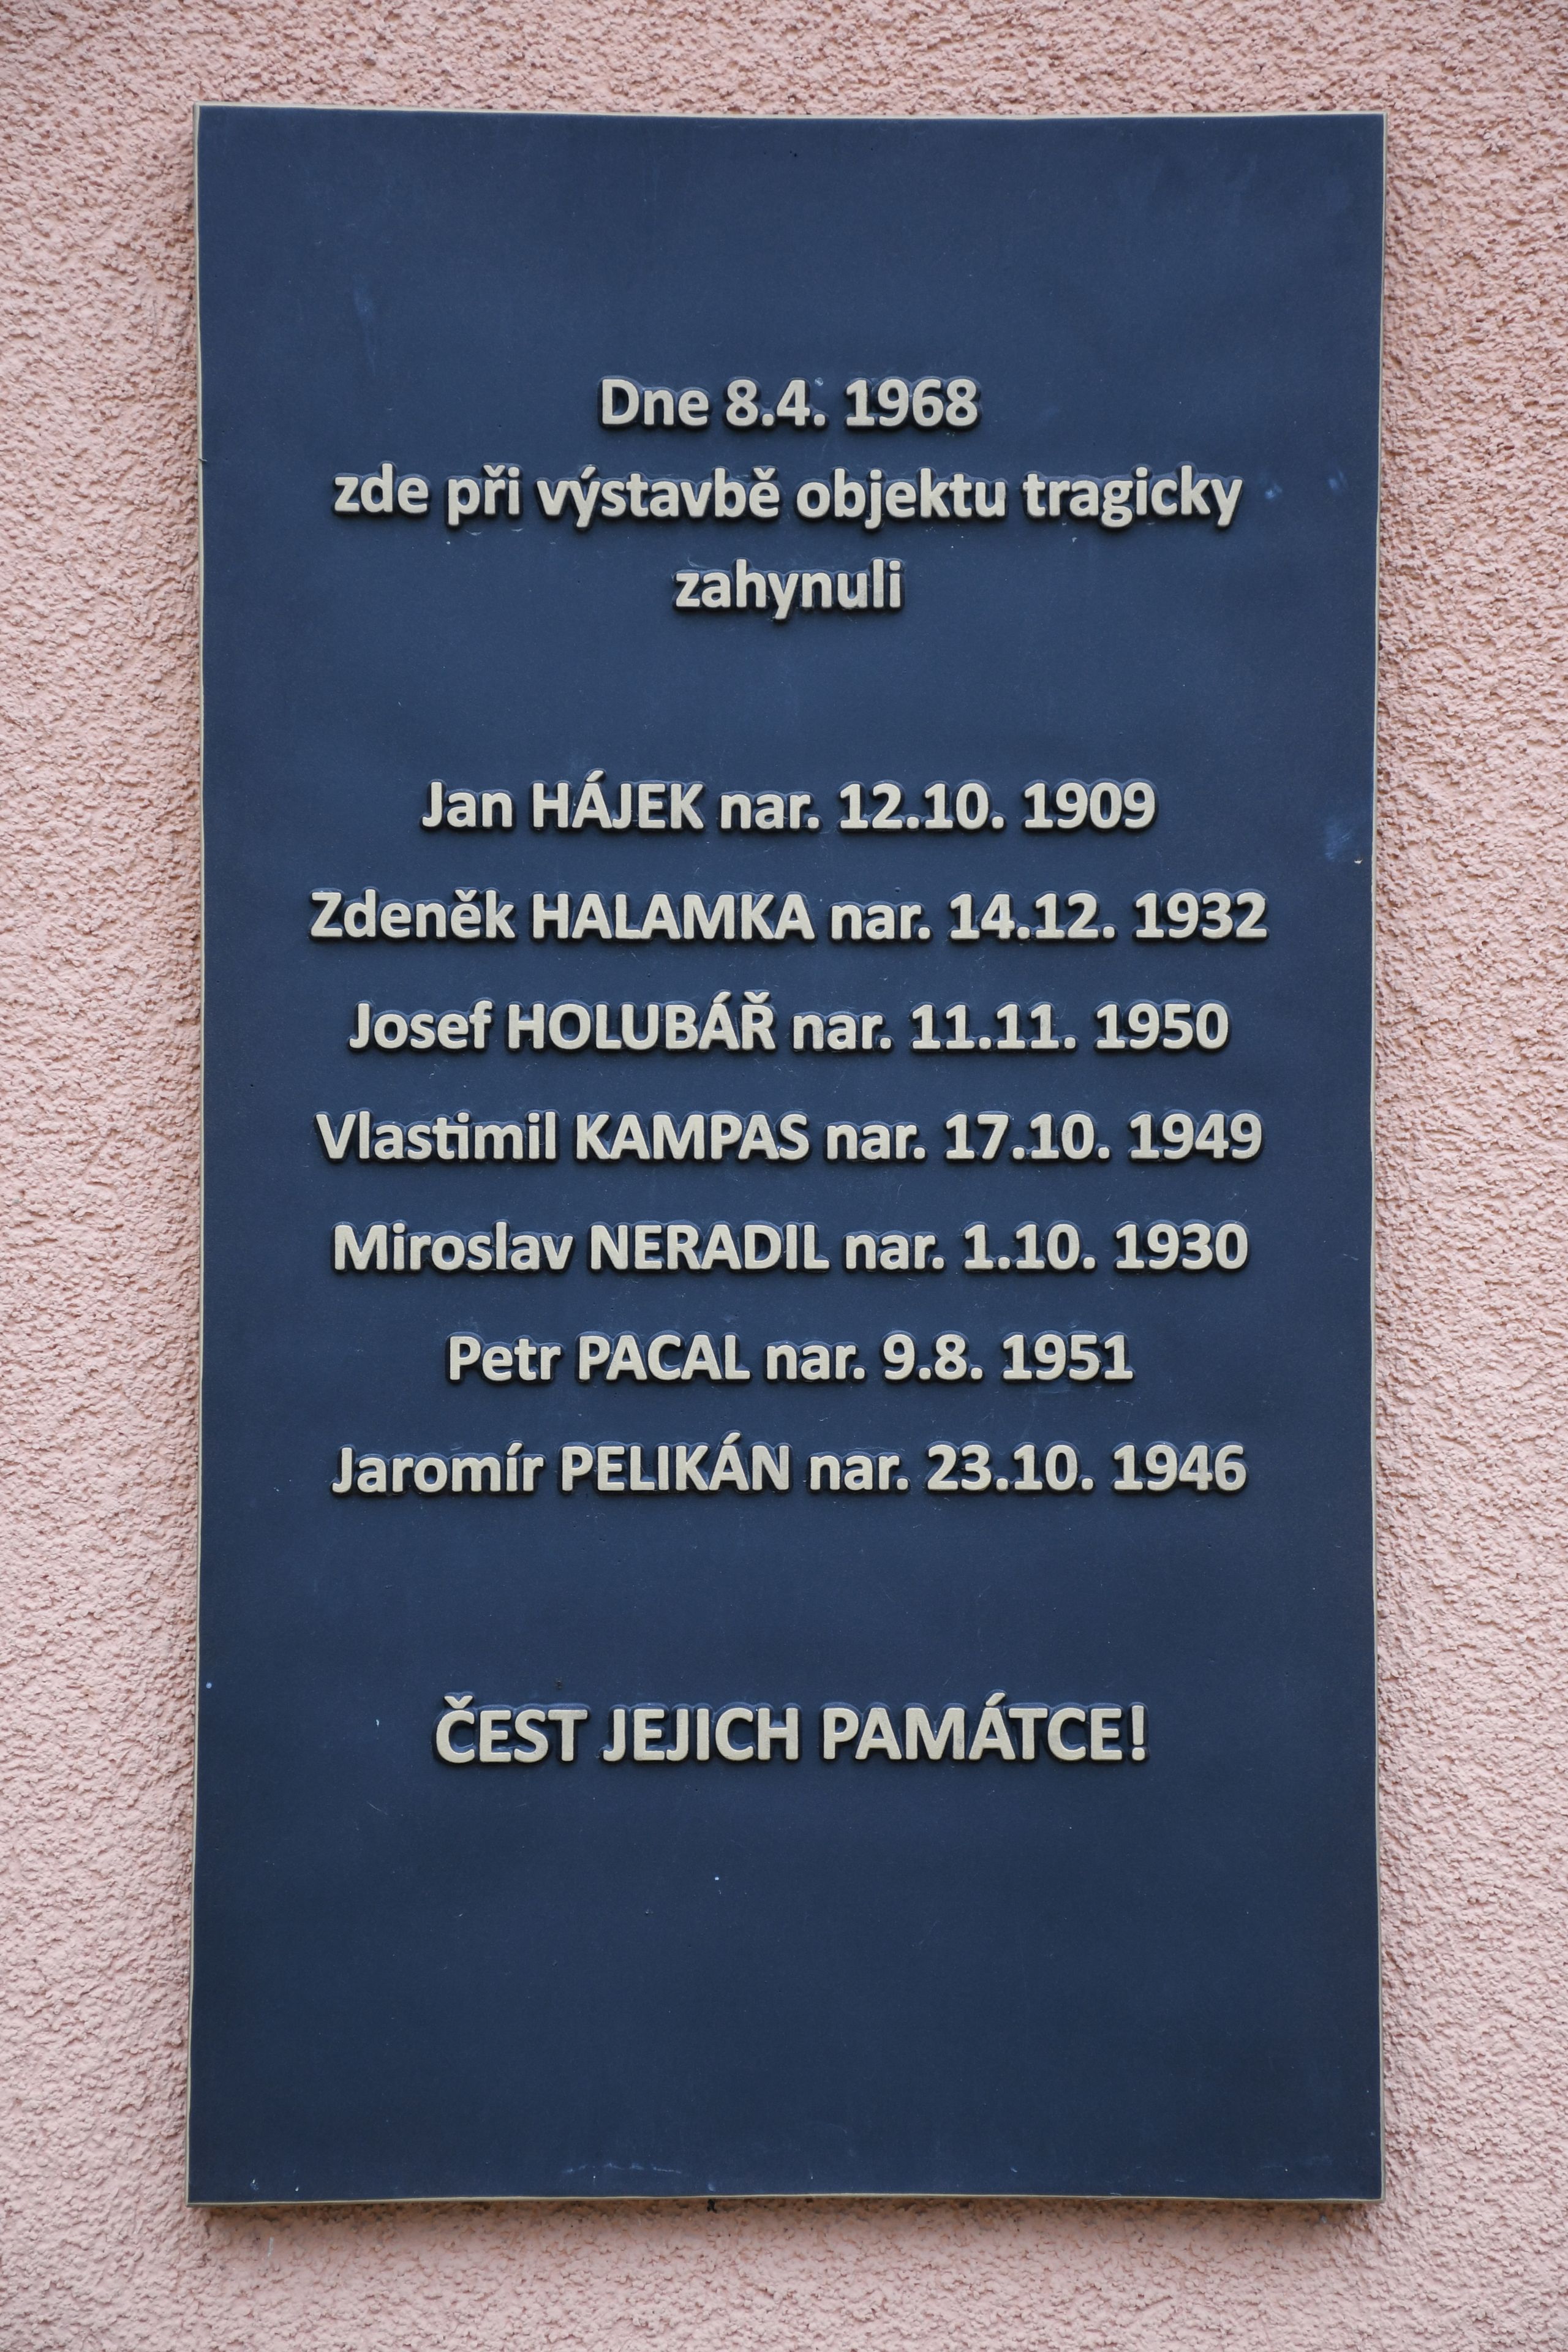 Dne 8.4. 1968
zde při výstavbě objektu tragicky
zahynuli
Jan HÁJEK nar. 12.10. 1909
Zdeněk HALAMKA nar. 14.12. 1932
Josef HOLUBÁŘ nar. 11.11. 1950
Vlastimil KAMPAS nar. 17.10. 1949
Miroslav NERADIL nar. 1.10. 1930
Petr PACAL nar. 9.8. 1951
Jaromír PELIKÁN nar. 23.10. 1946
ČEST JEJICH PAMÁTCE!